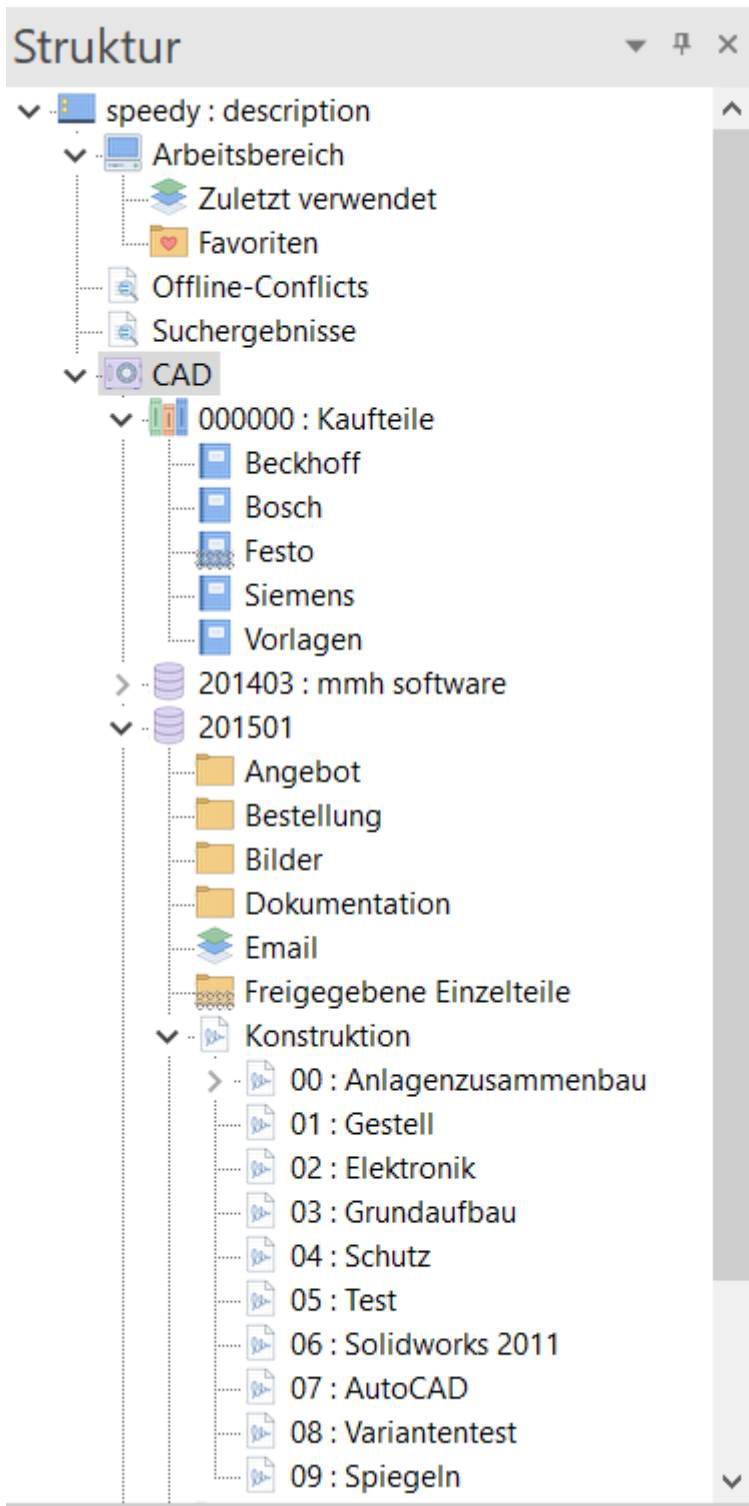 Struktur
speedy : description
Arbeitsbereich
Zuletzt verwendet
Favoriten
Offline-Conflicts
Suchergebnisse
CAD
000000 : Kaufteile
Beckhoff
Bosch
Festo
Siemens
Vorlagen
201403 : mmh software
201501
Angebot
Bestellung
Bilder
Dokumentation
Email
Freigegebene Einzelteile
Konstruktion
00 : Anlagenzusammenbau
01 : Gestell
02 : Elektronik
03 : Grundaufbau
04 : Schutz
05 : Test
06 : Solidworks 2011
07 : AutoCAD
08 : Variantentest
09 : Spiegeln